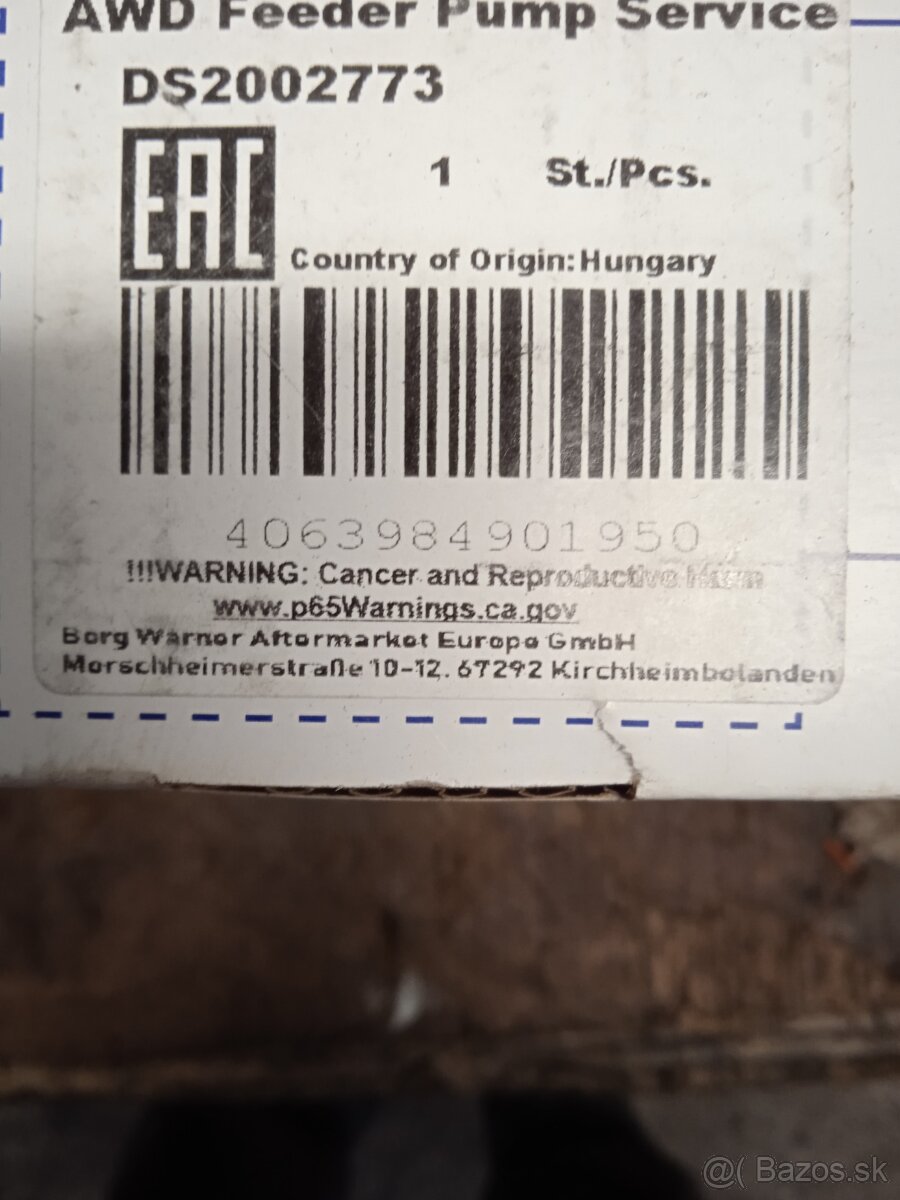 AWD Feeder Pump Service
DS2002773
EAC
1 St./Pcs.
Country of Origin:Hungary
4063984901950
!!!WARNING: Cancer and Reproductive Harm
www.p65Warnings.ca.gov
Borg Warner Aftermarket Europe GmbH
Morschheimerstraße 10-12. 67292 Kirchheimbolanden
@( Bazos.sk